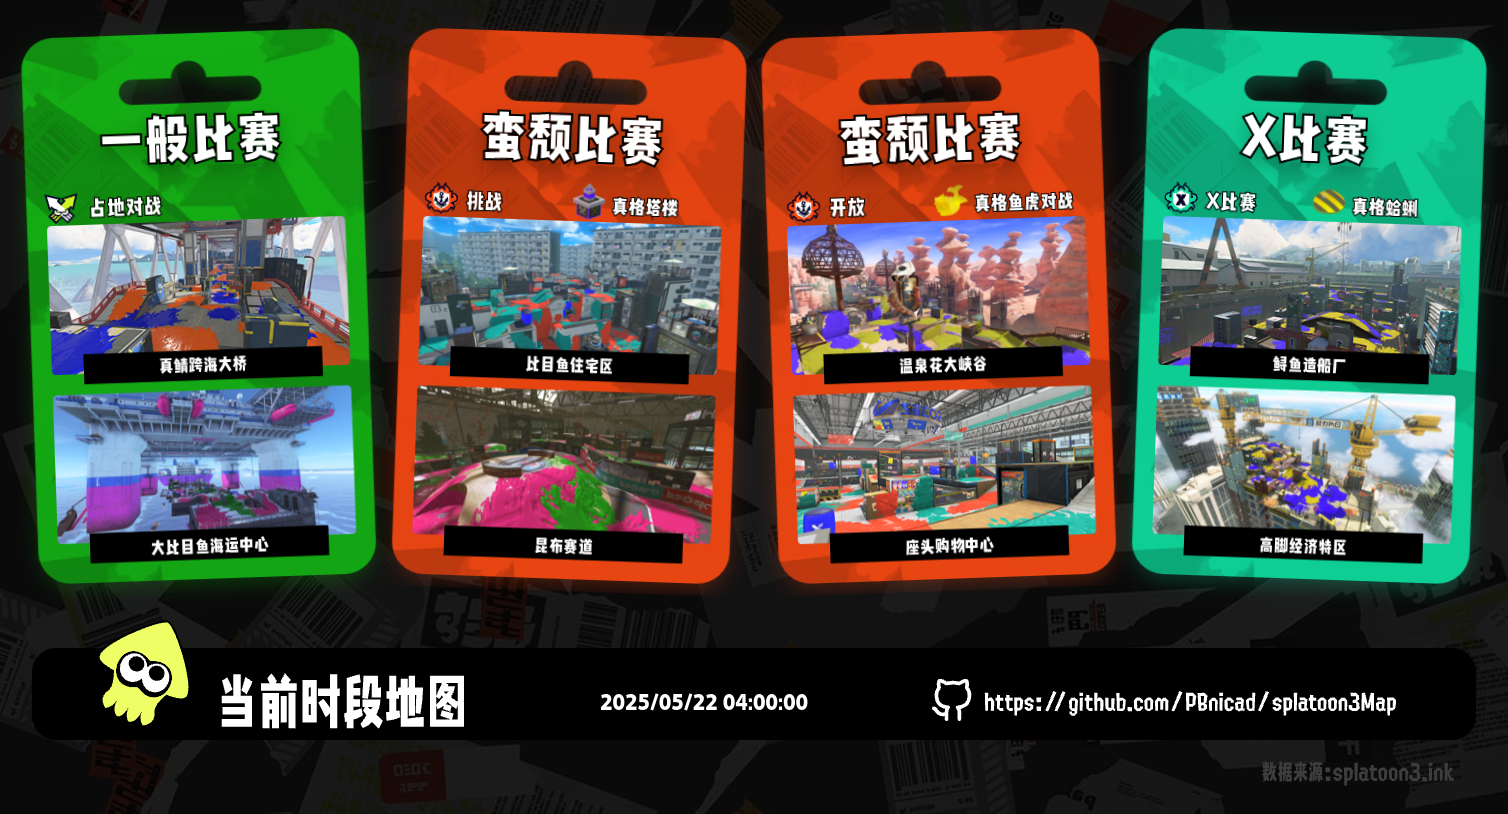 一般比赛
占地对战
真鲭跨海大桥
大比目鱼海运中心
蛮颓比赛
挑战 真格塔楼
比目鱼住宅区
昆布赛道
蛮颓比赛
开放 真格鱼虎对战
温泉花大峡谷
座头购物中心
X比赛
X比赛 真格蛤蜊
鲟鱼造船厂
高脚经济特区
当前时段地图
2025/05/22 04:00:00
https://github.com/PBnicad/splatoon3Map
数据来源:splatoon3.ink